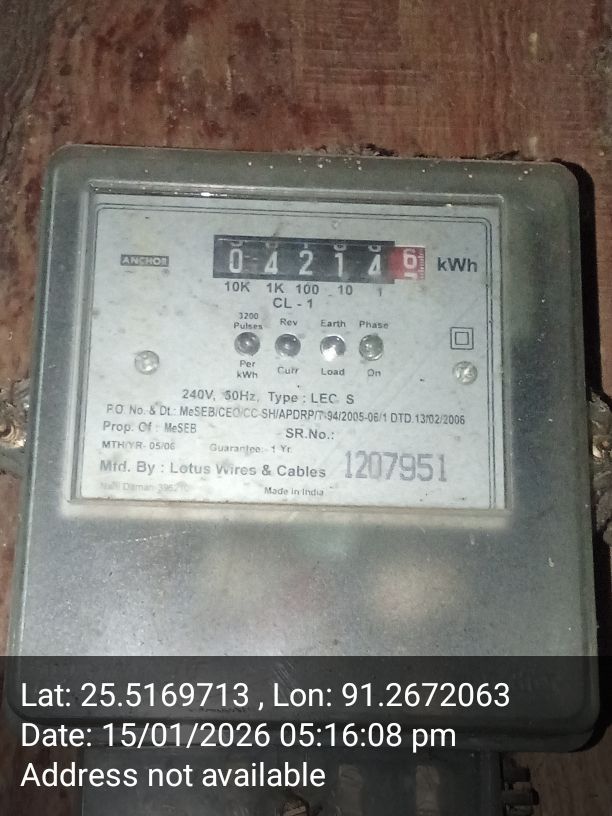 ANCHOR
0 4 2 1 4 6 kWh
10K 1K 100 10 1
CL - 1
3200 Pulses Rev Earth Phase
Per kWh Curr Load On
240V, 50Hz, Type : LEC S
P.O. No. & Dt.: MeSEB/CEO/CC-SH/APDRP/T-94/2005-06/1 DTD.13/02/2006
Prop. Of : MeSEB SR.No.:
MTH/YR- 05/06 Guarantee:- 1 Yr.
Mfd. By : Lotus Wires & Cables 1207951
Nani Daman Made in India
Lat: 25.5169713 , Lon: 91.2672063
Date: 15/01/2026 05:16:08 pm
Address not available